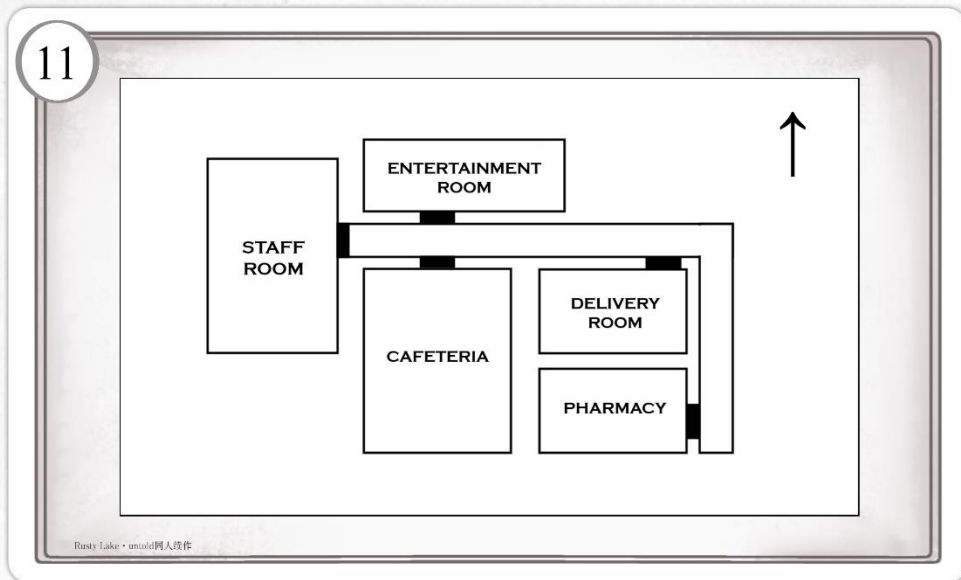 11
ENTERTAINMENT
ROOM
STAFF
ROOM
DELIVERY
ROOM
CAFETERIA
PHARMACY
Rusty Lake・untold同人续作